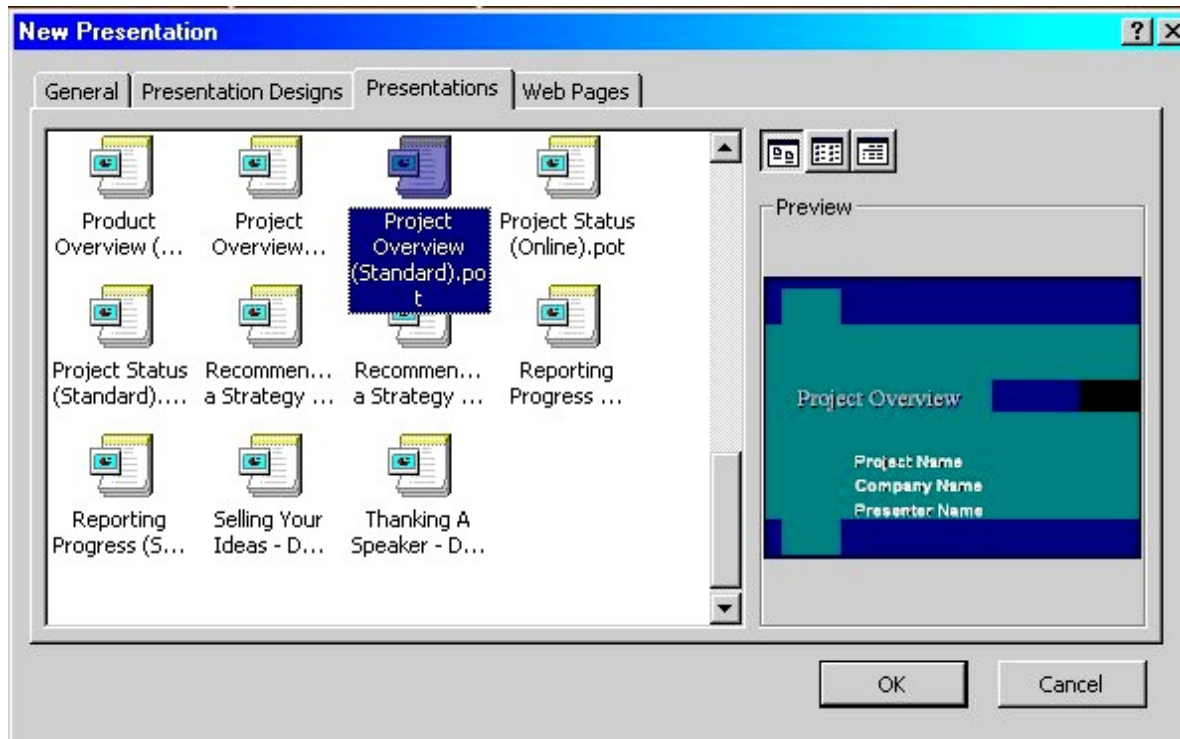 New Presentation
General
Presentation Designs
Presentations
Web Pages
Product
Overview (...
Project
Overview...
Project
Overview
(Standard).po
t
Project Status
(Online).pot
Project Status
(Standard)....
Recommen...
a Strategy ...
Recommen...
a Strategy ...
Reporting
Progress ...
Reporting
Progress (S...
Selling Your
Ideas - D...
Thanking A
Speaker - D...
Preview
Project Overview
Project Name
Company Name
Presenter Name
OK
Cancel